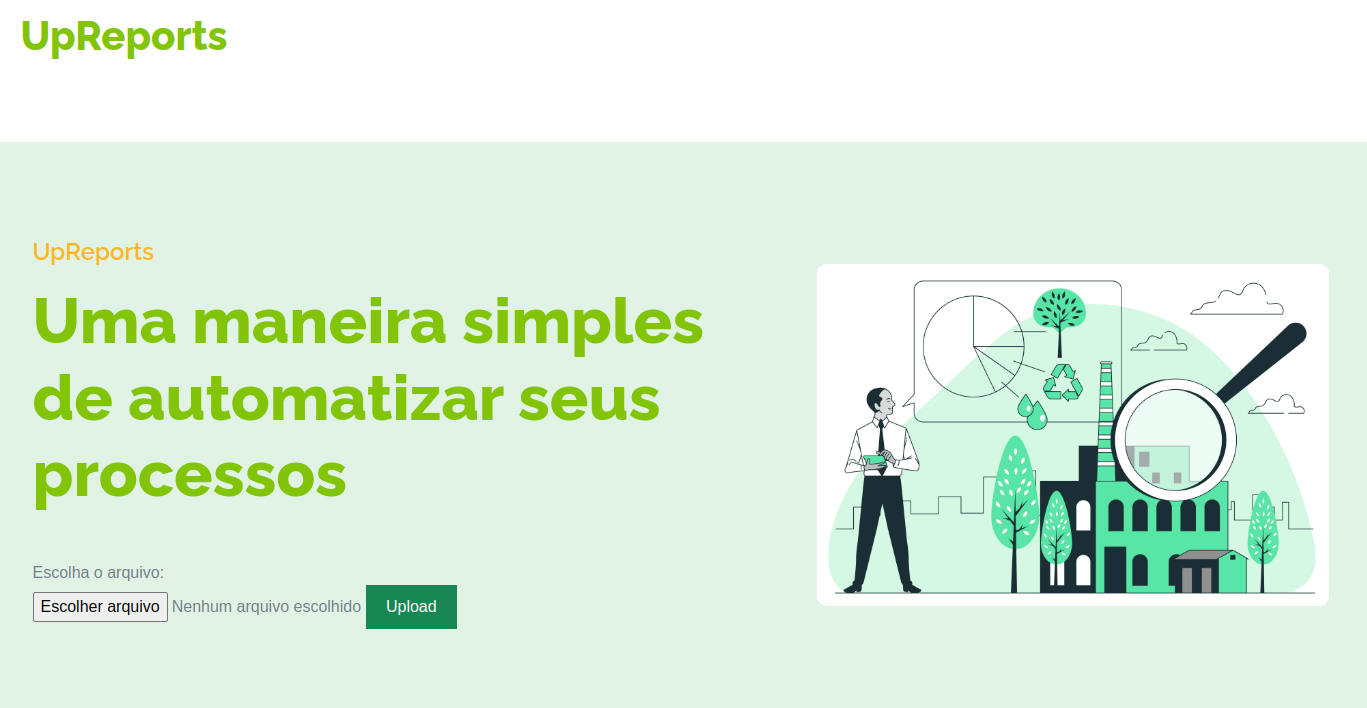 UpReports
UpReports
Uma maneira simples
de automatizar seus
processos
Escolha o arquivo:
Escolher arquivo Nenhum arquivo escolhido Upload